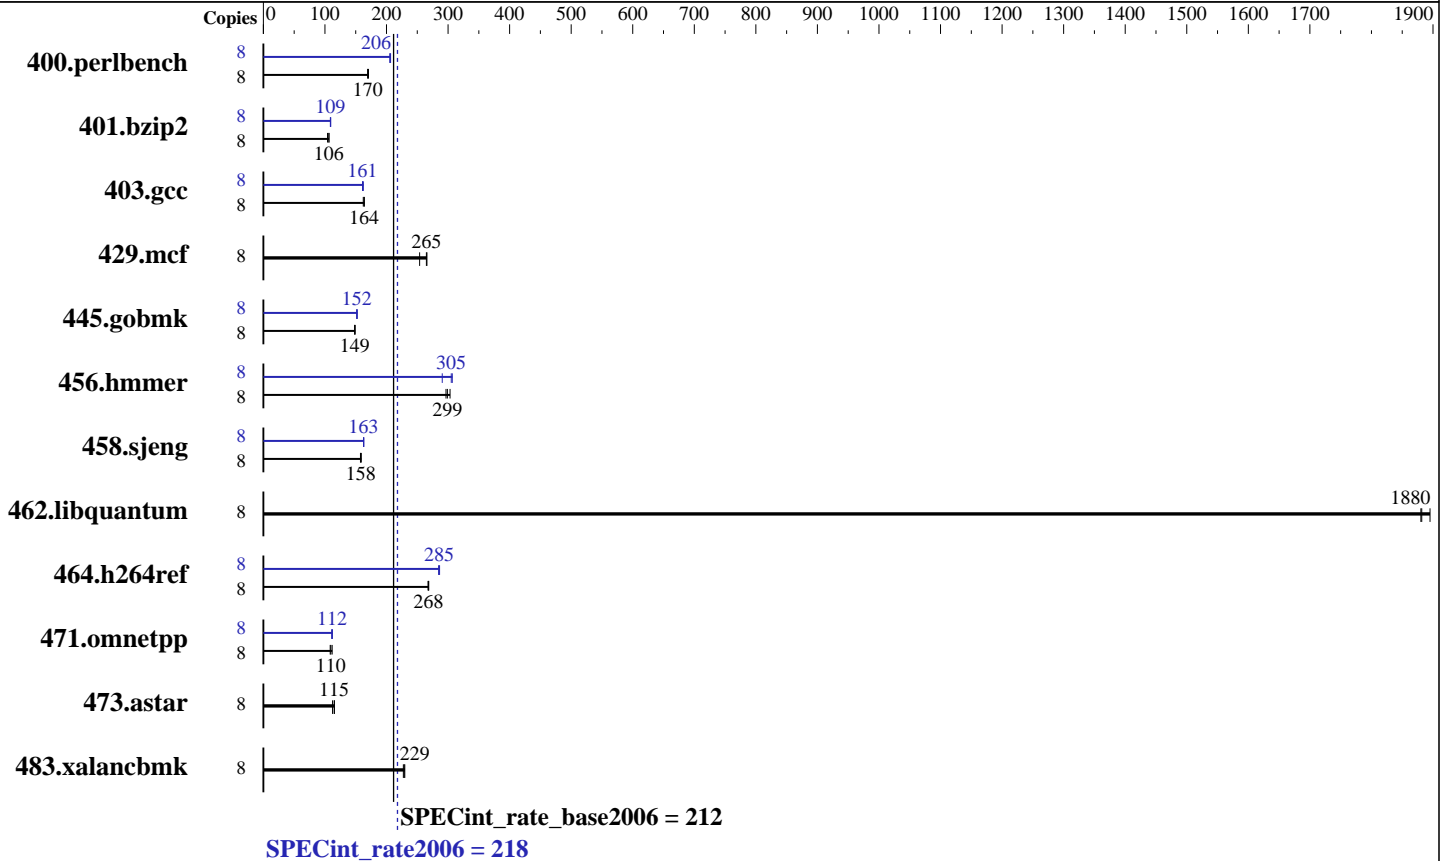 Copies 0 100 200 300 400 500 600 700 800 900 1000 1100 1200 1300 1400 1500 1600 1700 1900
400.perlbench 8 206
8 170
401.bzip2 8 109
8 106
403.gcc 8 161
8 164
429.mcf 8 265
445.gobmk 8 152
8 149
456.hmmer 8 305
8 299
458.sjeng 8 163
8 158
462.libquantum 8 1880
464.h264ref 8 285
8 268
471.omnetpp 8 112
8 110
473.astar 8 115
483.xalancbmk 8 229
SPECint_rate_base2006 = 212
SPECint_rate2006 = 218